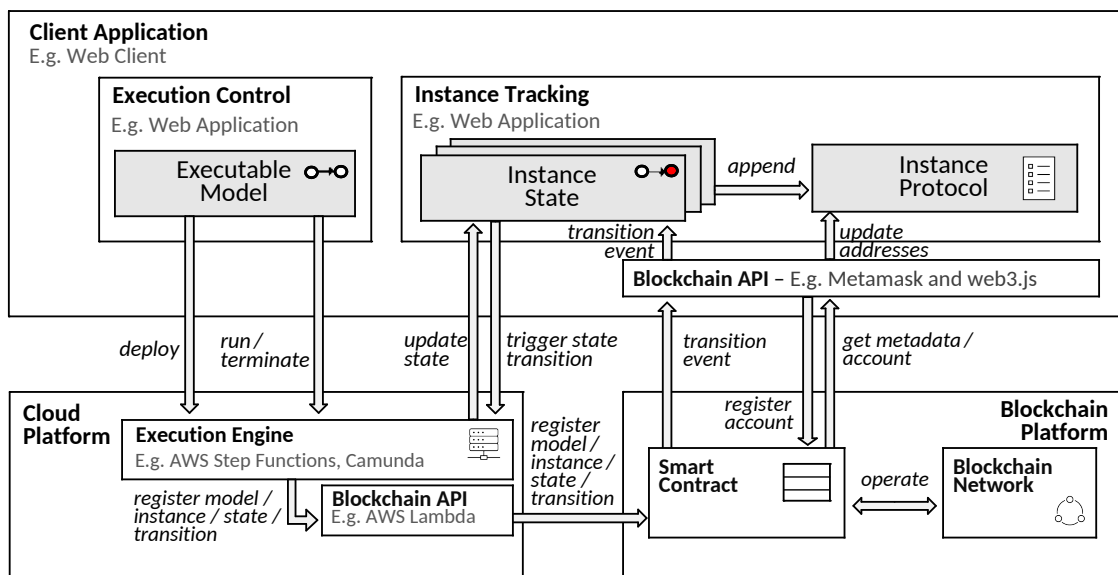 Client Application
E.g. Web Client
Execution Control
E.g. Web Application
Executable
Model
Instance Tracking
E.g. Web Application
Instance
State
append
Instance
Protocol
transition
event
update
addresses
Blockchain API – E.g. Metamask and web3.js
deploy
run /
terminate
update
state
trigger state
transition
transition
event
get metadata /
account
register
account
Cloud
Platform
Execution Engine
E.g. AWS Step Functions, Camunda
register model /
instance / state /
transition
Blockchain API
E.g. AWS Lambda
register
model /
instance /
state /
transition
Blockchain
Platform
Smart
Contract
operate
Blockchain
Network